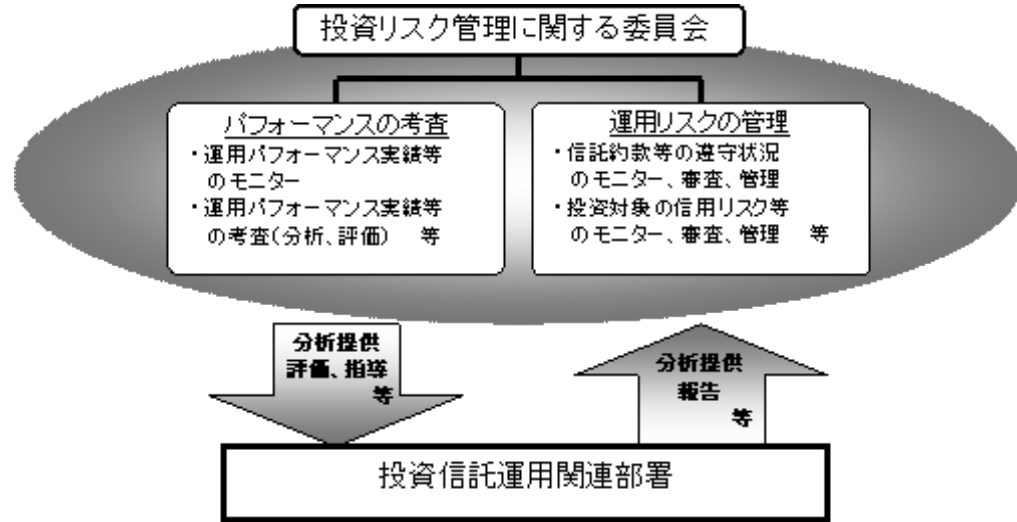 投資リスク管理に関する委員会
パフォーマンスの考査
・運用パフォーマンス実績等
のモニター
・運用パフォーマンス実績等
の考査(分析、評価) 等
運用リスクの管理
・信託約款等の遵守状況
のモニター、審査、管理
・投資対象の信用リスク等
のモニター、審査、管理 等
分析提供
評価、指導
等
分析提供
報告
等
投資信託運用関連部署